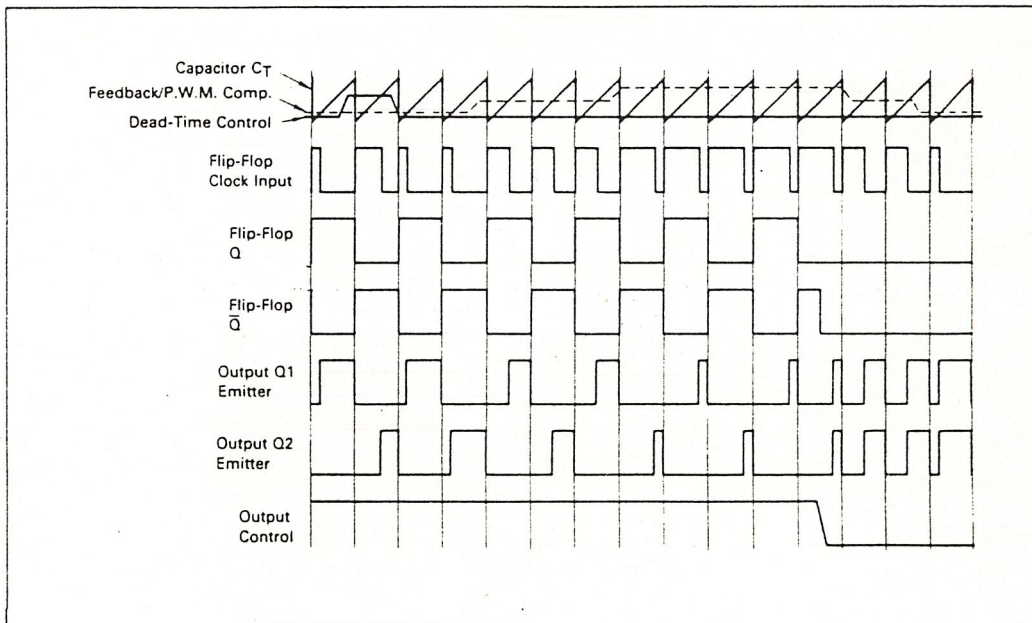 Capacitor CT
Feedback/P.W.M. Comp.
Dead-Time Control
Flip-Flop
Clock Input
Flip-Flop
Q
Flip-Flop
Q̅
Output Q1
Emitter
Output Q2
Emitter
Output
Control